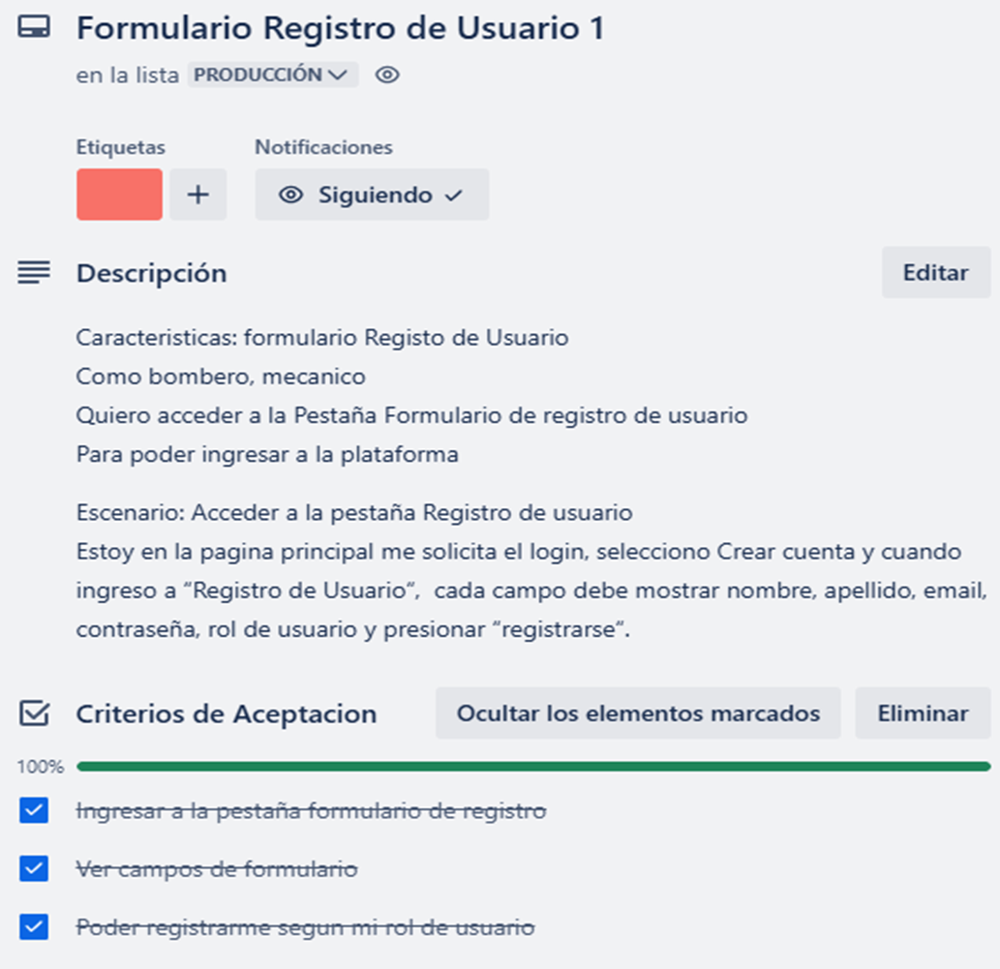 Formulario Registro de Usuario 1
en la lista PRODUCCIÓN
Etiquetas Notificaciones
Siguiendo
Descripción Editar
Caracteristicas: formulario Registo de Usuario
Como bombero, mecanico
Quiero acceder a la Pestaña Formulario de registro de usuario
Para poder ingresar a la plataforma
Escenario: Acceder a la pestaña Registro de usuario
Estoy en la pagina principal me solicita el login, selecciono Crear cuenta y cuando
ingreso a “Registro de Usuario“,  cada campo debe mostrar nombre, apellido, email,
contraseña, rol de usuario y presionar “registrarse“.
Criterios de Aceptacion Ocultar los elementos marcados Eliminar
100%
Ingresar a la pestaña formulario de registro
Ver campos de formulario
Poder registrarme segun mi rol de usuario